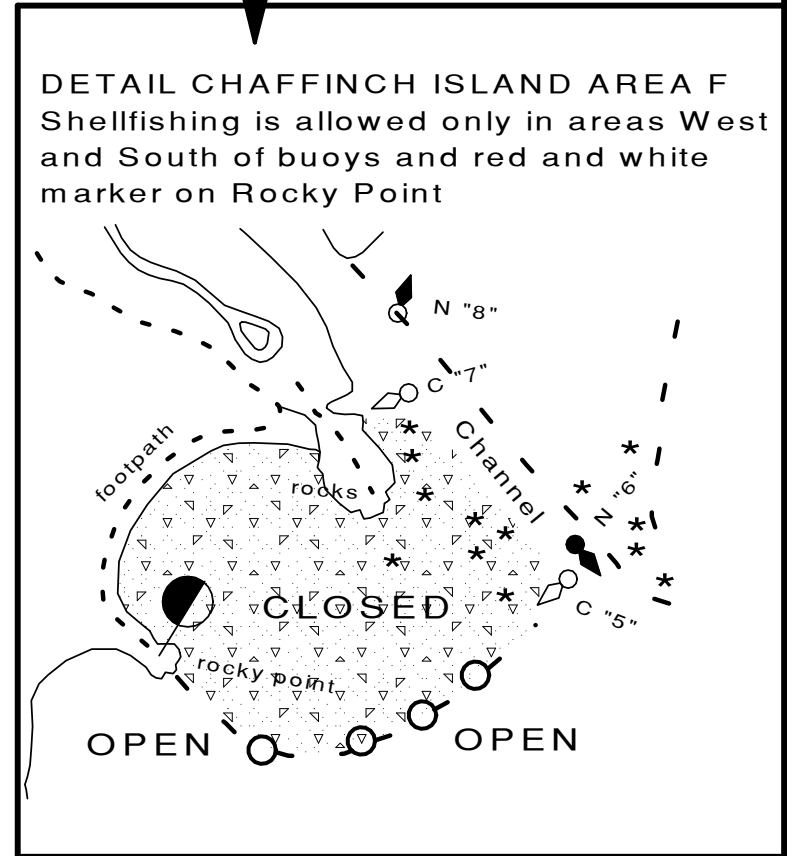 DETAIL CHAFFINCH ISLAND AREA F
Shellfishing is allowed only in areas West
and South of buoys and red and white
marker on Rocky Point
N "8"
C "7"
Channel
footpath
rocks
N "6"
CLOSED
C "5"
rocky point
OPEN
OPEN